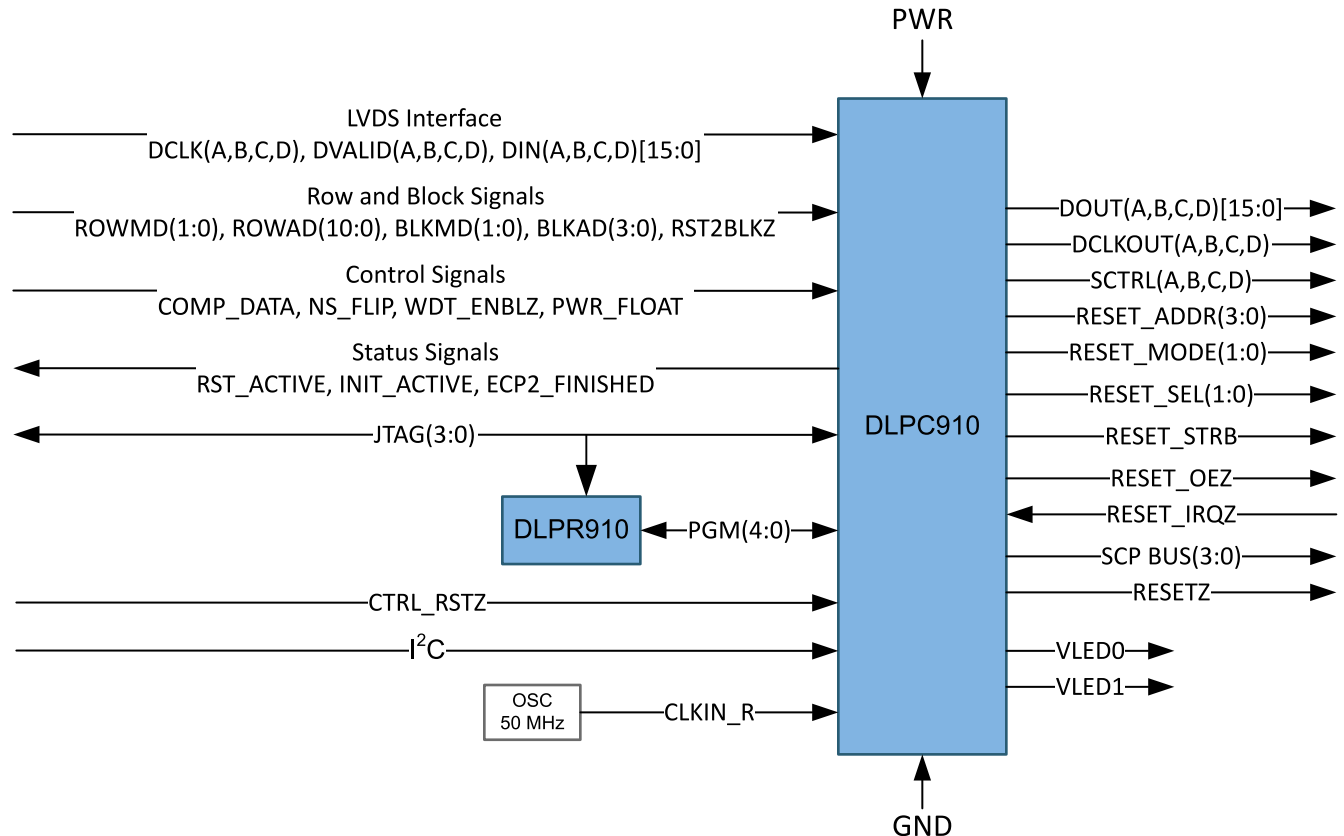 PWR
LVDS Interface
DCLK(A,B,C,D), DVALID(A,B,C,D), DIN(A,B,C,D)[15:0]
Row and Block Signals
ROWMD(1:0), ROWAD(10:0), BLKMD(1:0), BLKAD(3:0), RST2BLKZ
Control Signals
COMP_DATA, NS_FLIP, WDT_ENBLZ, PWR_FLOAT
Status Signals
RST_ACTIVE, INIT_ACTIVE, ECP2_FINISHED
JTAG(3:0)
DLPR910
PGM(4:0)
CTRL_RSTZ
I²C
OSC
50 MHz
CLKIN_R
DLPC910
DOUT(A,B,C,D)[15:0]
DCLKOUT(A,B,C,D)
SCTRL(A,B,C,D)
RESET_ADDR(3:0)
RESET_MODE(1:0)
RESET_SEL(1:0)
RESET_STRB
RESET_OEZ
RESET_IRQZ
SCP BUS(3:0)
RESETZ
VLED0
VLED1
GND